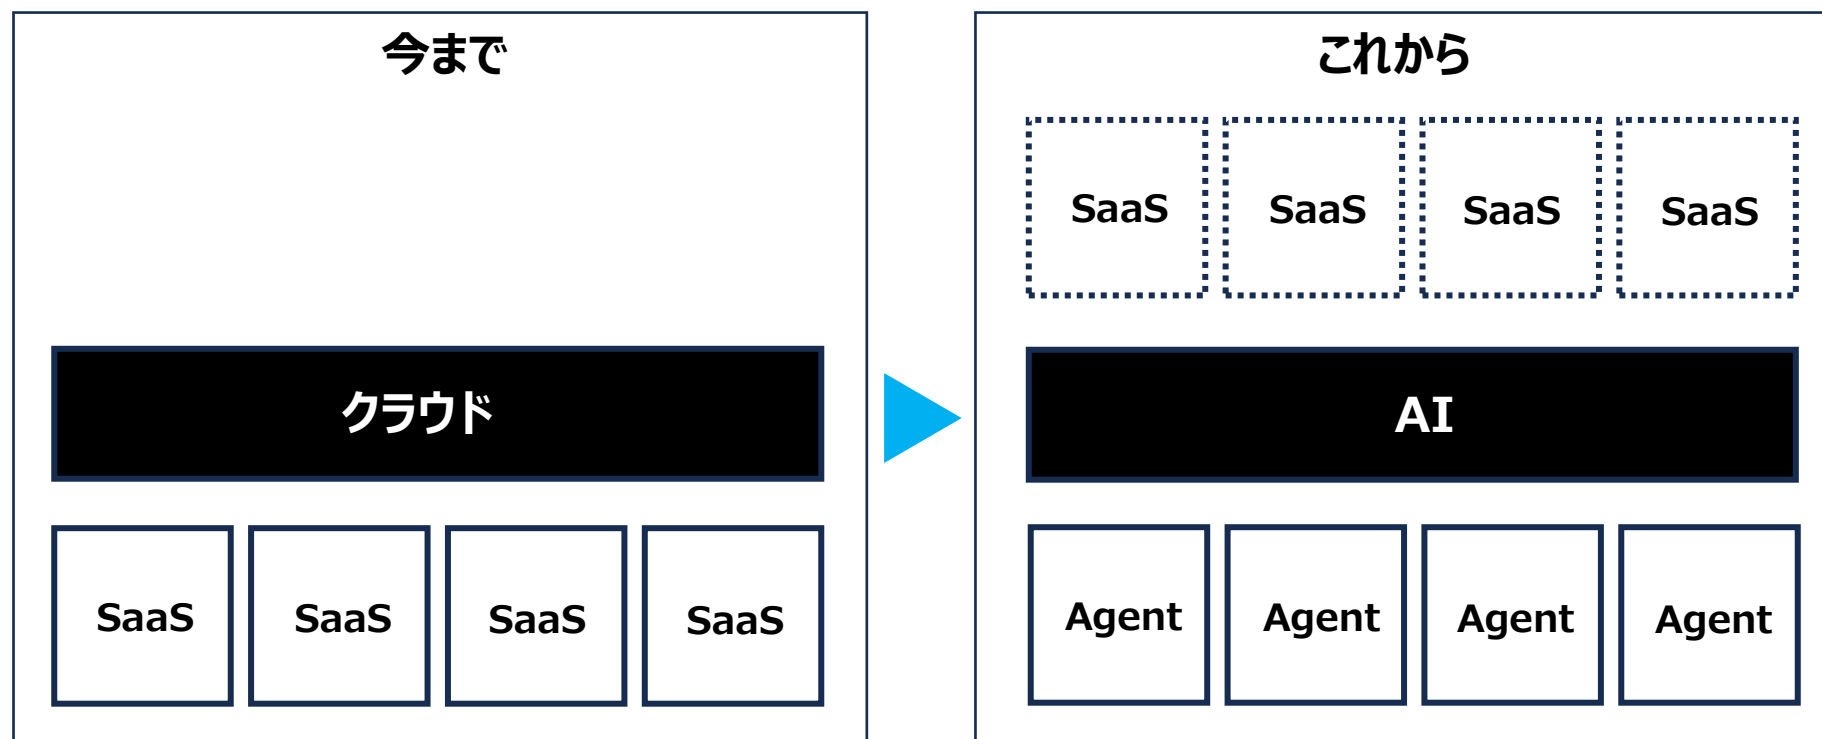 今まで
クラウド
SaaS SaaS SaaS SaaS
これから
SaaS SaaS SaaS SaaS
AI
Agent Agent Agent Agent